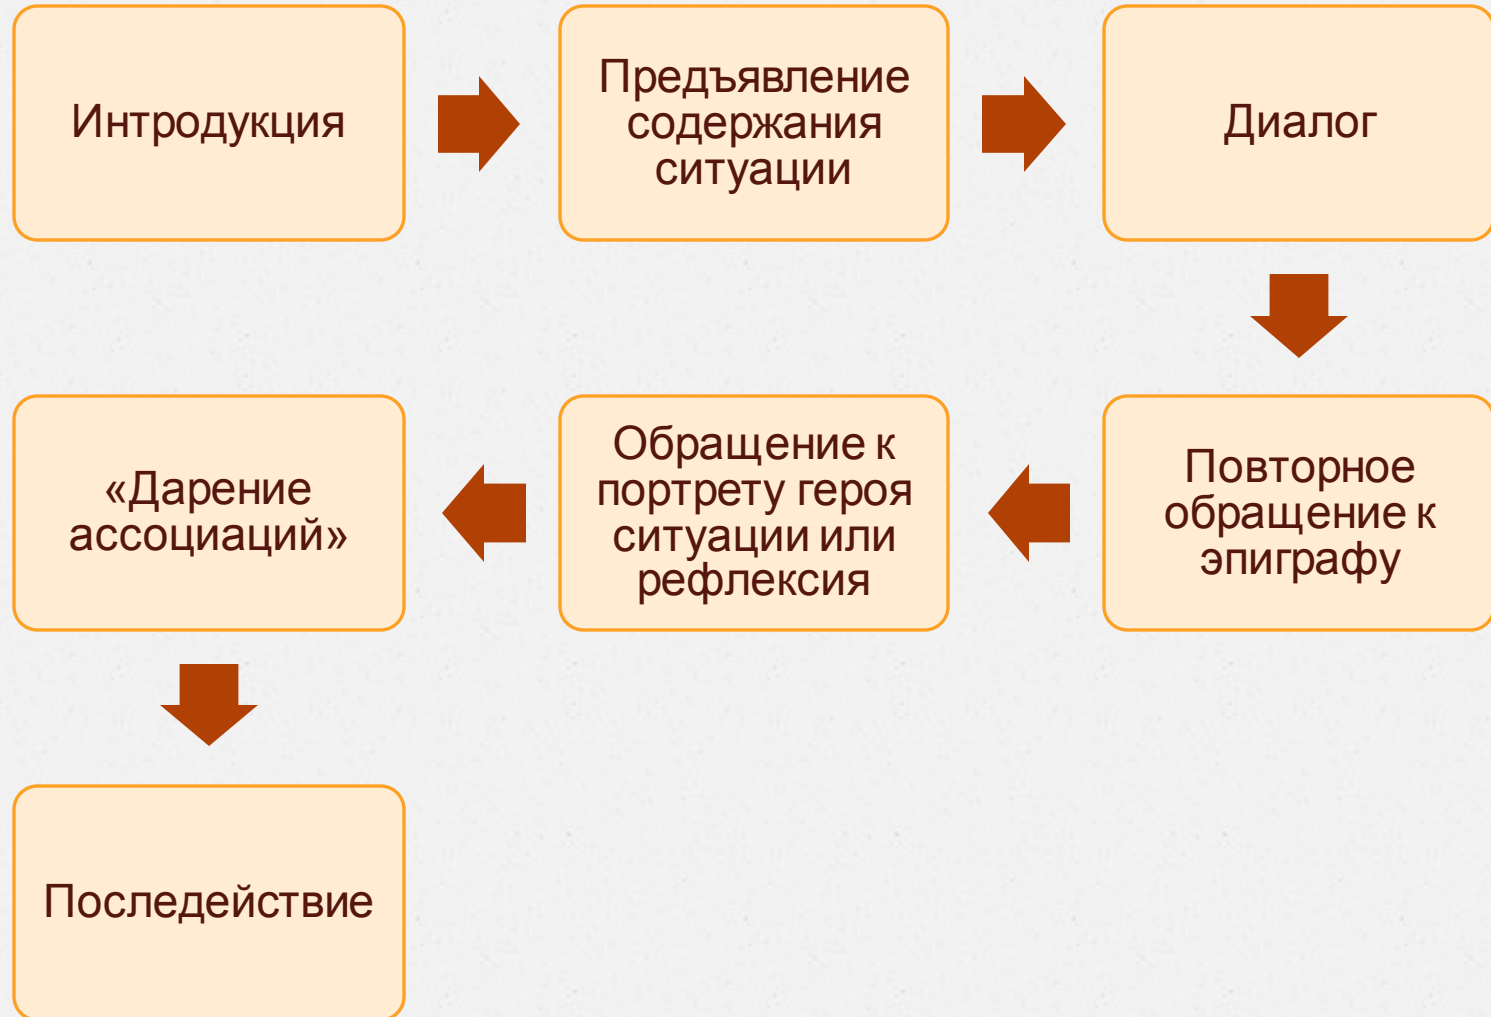 Интродукция
Предъявление
содержания
ситуации
Диалог
Повторное
обращение к
эпиграфу
Обращение к
портрету героя
ситуации или
рефлексия
«Дарение
ассоциаций»
Последействие